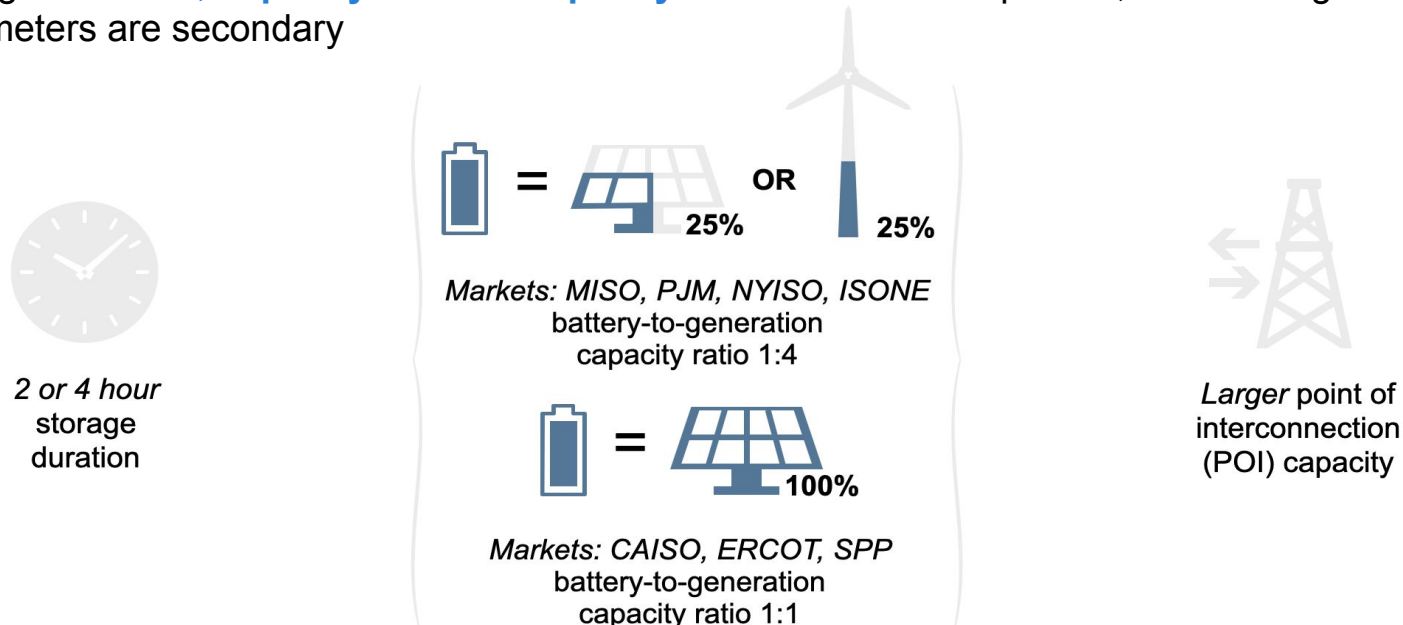 meters are secondary
= 25% OR 25%
Markets: MISO, PJM, NYISO, ISONE
battery-to-generation
capacity ratio 1:4
= 100%
Markets: CAISO, ERCOT, SPP
battery-to-generation
capacity ratio 1:1
2 or 4 hour
storage
duration
Larger point of
interconnection
(POI) capacity